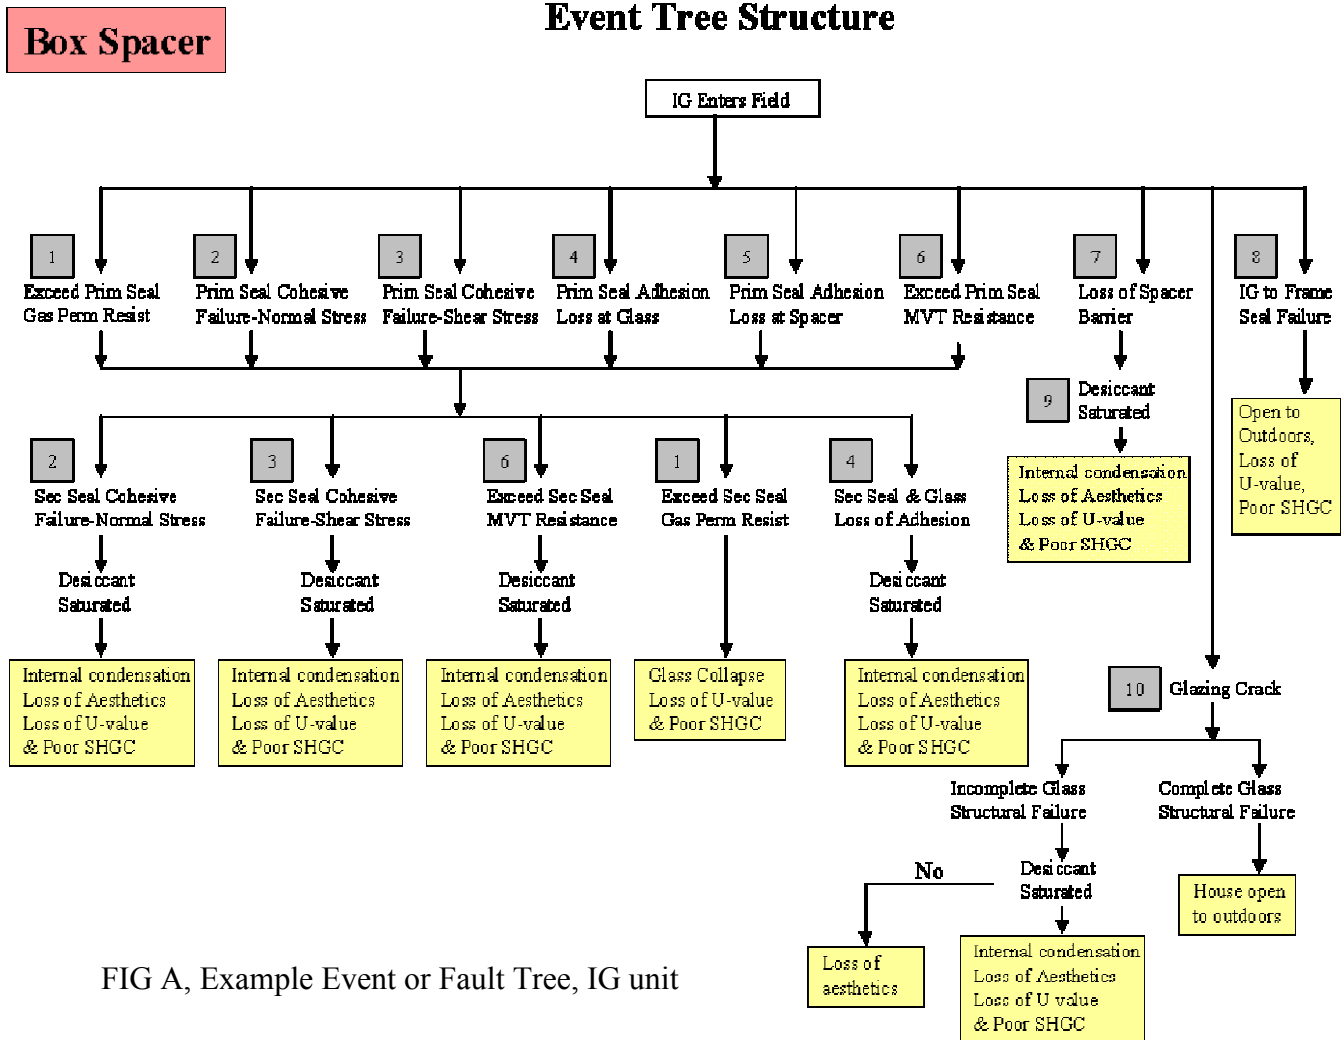 Event Tree Structure
Box Spacer
IG Enters Field
1
Exceed Prim Seal
Gas Perm Resist
2
Prim Seal Cohesive
Failure-Normal Stress
3
Prim Seal Cohesive
Failure-Shear Stress
4
Prim Seal Adhesion
Loss at Glass
5
Prim Seal Adhesion
Loss at Spacer
6
Exceed Prim Seal
MVT Resistance
7
Loss of Spacer
Barrier
8
IG to Frame
Seal Failure
9
Desiccant
Saturated
Internal condensation
Loss of Aesthetics
Loss of U-value
& Poor SHGC
Open to
Outdoors,
Loss of
U-value,
Poor SHGC
2
Sec Seal Cohesive
Failure-Normal Stress
Desiccant
Saturated
Internal condensation
Loss of Aesthetics
Loss of U-value
& Poor SHGC
3
Sec Seal Cohesive
Failure-Shear Stress
Desiccant
Saturated
Internal condensation
Loss of Aesthetics
Loss of U-value
& Poor SHGC
6
Exceed Sec Seal
MVT Resistance
Desiccant
Saturated
Internal condensation
Loss of Aesthetics
Loss of U-value
& Poor SHGC
1
Exceed Sec Seal
Gas Perm Resist
Glass Collapse
Loss of U-value
& Poor SHGC
4
Sec Seal & Glass
Loss of Adhesion
Desiccant
Saturated
Internal condensation
Loss of Aesthetics
Loss of U-value
& Poor SHGC
10
Glazing Crack
Incomplete Glass
Structural Failure
Complete Glass
Structural Failure
No
Desiccant
Saturated
House open
to outdoors
Loss of
aesthetics
Internal condensation
Loss of Aesthetics
Loss of U value
& Poor SHGC
FIG A, Example Event or Fault Tree, IG unit